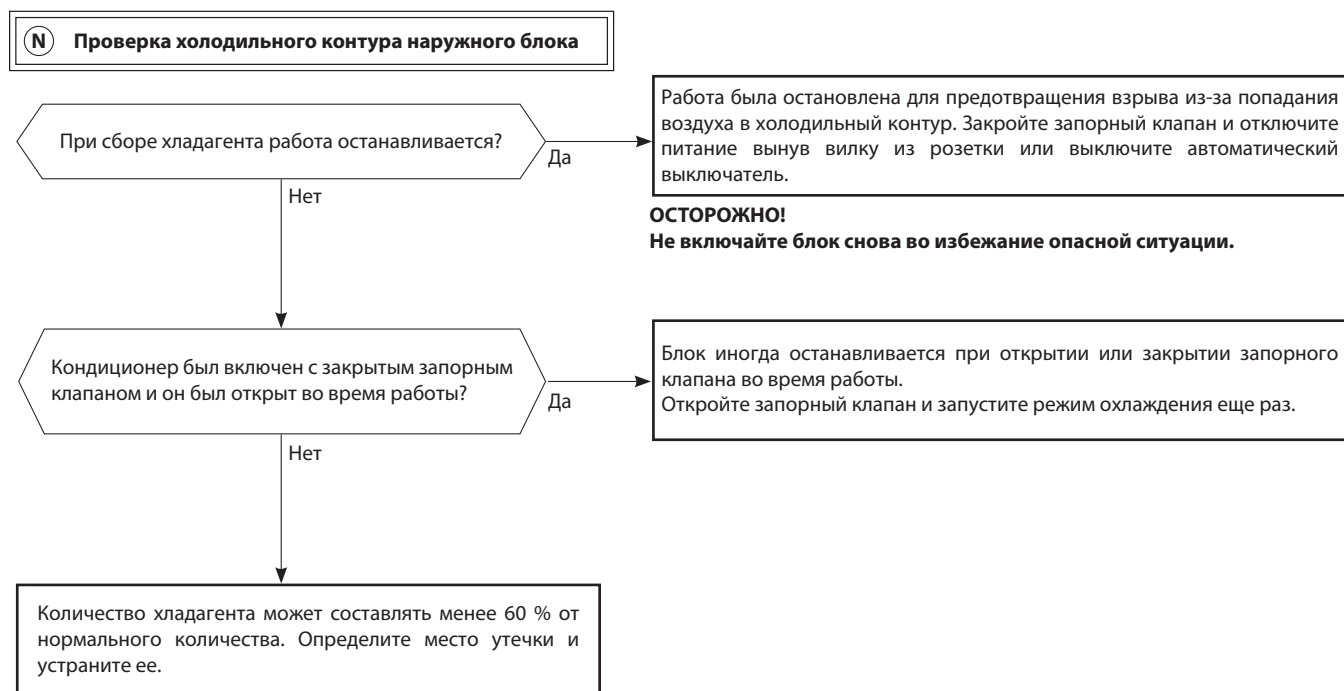 N Проверка холодильного контура наружного блока
При сборе хладагента работа останавливается?
Да
Работа была остановлена для предотвращения взрыва из-за попадания
воздуха в холодильный контур. Закройте запорный клапан и отключите
питание вынув вилку из розетки или выключите автоматический
выключатель.
Нет
ОСТОРОЖНО!
Не включайте блок снова во избежание опасной ситуации.
Кондиционер был включен с закрытым запорным
клапаном и он был открыт во время работы?
Да
Блок иногда останавливается при открытии или закрытии запорного
клапана во время работы.
Откройте запорный клапан и запустите режим охлаждения еще раз.
Нет
Количество хладагента может составлять менее 60 % от
нормального количества. Определите место утечки и
устраните ее.